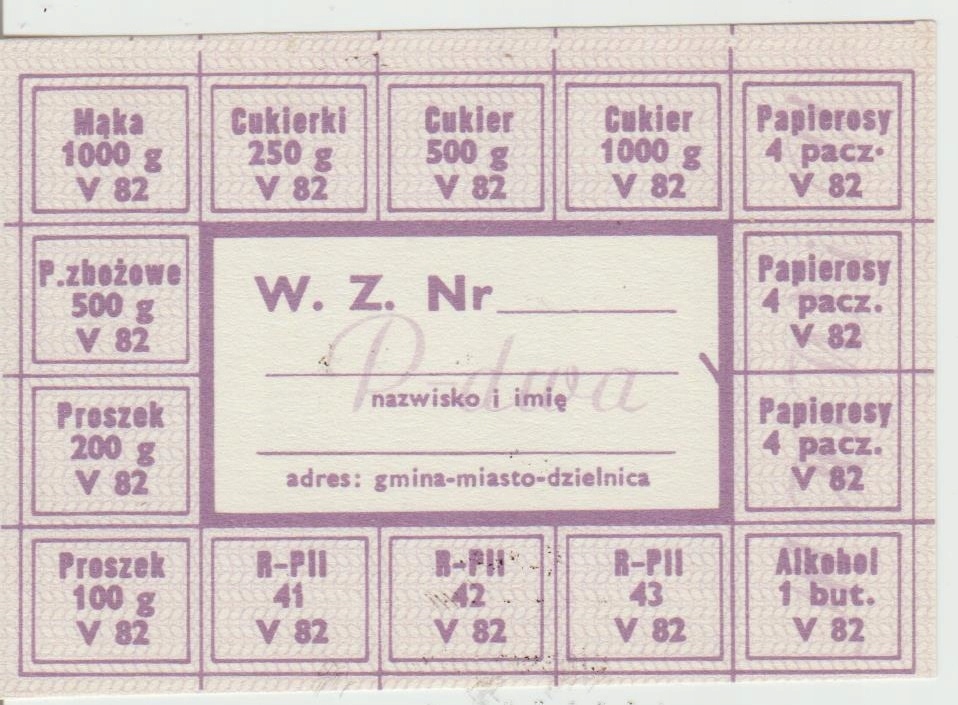 Mąka
1000 g
V 82
Cukierki
250 g
V 82
Cukier
500 g
V 82
Cukier
1000 g
V 82
Papierosy
4 pacz.
V 82
P.zbożowe
500 g
V 82
W. Z. Nr
nazwisko i imię
adres: gmina-miasto-dzielnica
Papierosy
4 pacz.
V 82
Proszek
200 g
V 82
Papierosy
4 pacz.
V 82
Proszek
100 g
V 82
R-PII
41
V 82
R-PII
42
V 82
R-PII
43
V 82
Alkohol
1 but.
V 82